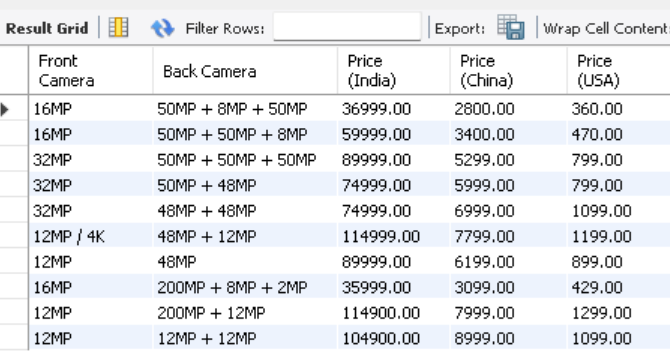 Result Grid Filter Rows: Export: Wrap Cell Content:
Front Camera Back Camera Price (India) Price (China) Price (USA)
16MP 50MP + 8MP + 50MP 36999.00 2800.00 360.00
16MP 50MP + 50MP + 8MP 59999.00 3400.00 470.00
32MP 50MP + 50MP + 50MP 89999.00 5299.00 799.00
32MP 50MP + 48MP 74999.00 5999.00 799.00
32MP 48MP + 48MP 74999.00 6999.00 1099.00
12MP / 4K 48MP + 12MP 114999.00 7799.00 1199.00
12MP 48MP 89999.00 6199.00 899.00
16MP 200MP + 8MP + 2MP 35999.00 3099.00 429.00
12MP 200MP + 12MP 114900.00 7999.00 1299.00
12MP 12MP + 12MP 104900.00 8999.00 1099.00